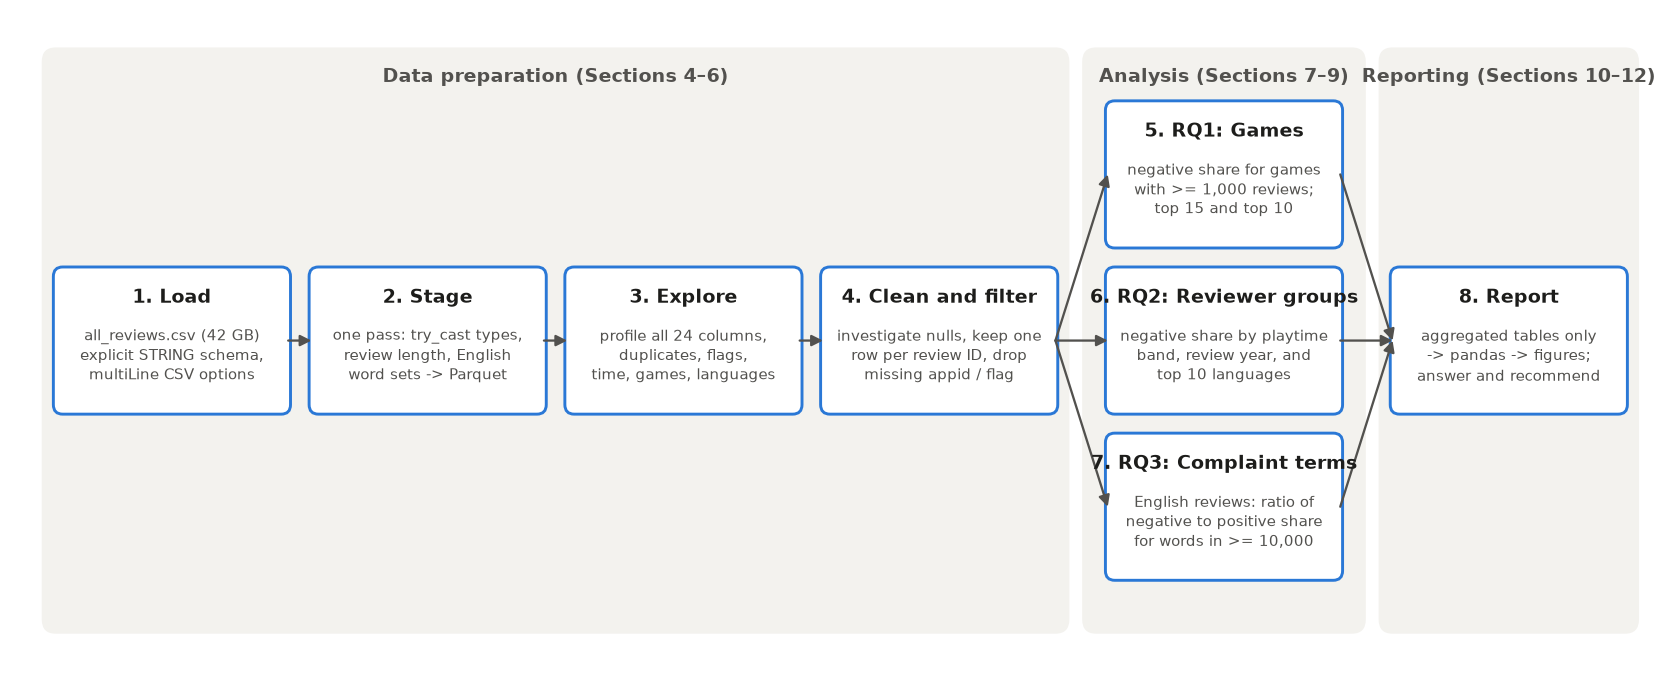 Data preparation (Sections 4–6)
1. Load
all_reviews.csv (42 GB)
explicit STRING schema,
multiLine CSV options
2. Stage
one pass: try_cast types,
review length, English
word sets -> Parquet
3. Explore
profile all 24 columns,
duplicates, flags,
time, games, languages
4. Clean and filter
investigate nulls, keep one
row per review ID, drop
missing appid / flag
Analysis (Sections 7–9)
5. RQ1: Games
negative share for games
with >= 1,000 reviews;
top 15 and top 10
6. RQ2: Reviewer groups
negative share by playtime
band, review year, and
top 10 languages
7. RQ3: Complaint terms
English reviews: ratio of
negative to positive share
for words in >= 10,000
Reporting (Sections 10–12)
8. Report
aggregated tables only
-> pandas -> figures;
answer and recommend